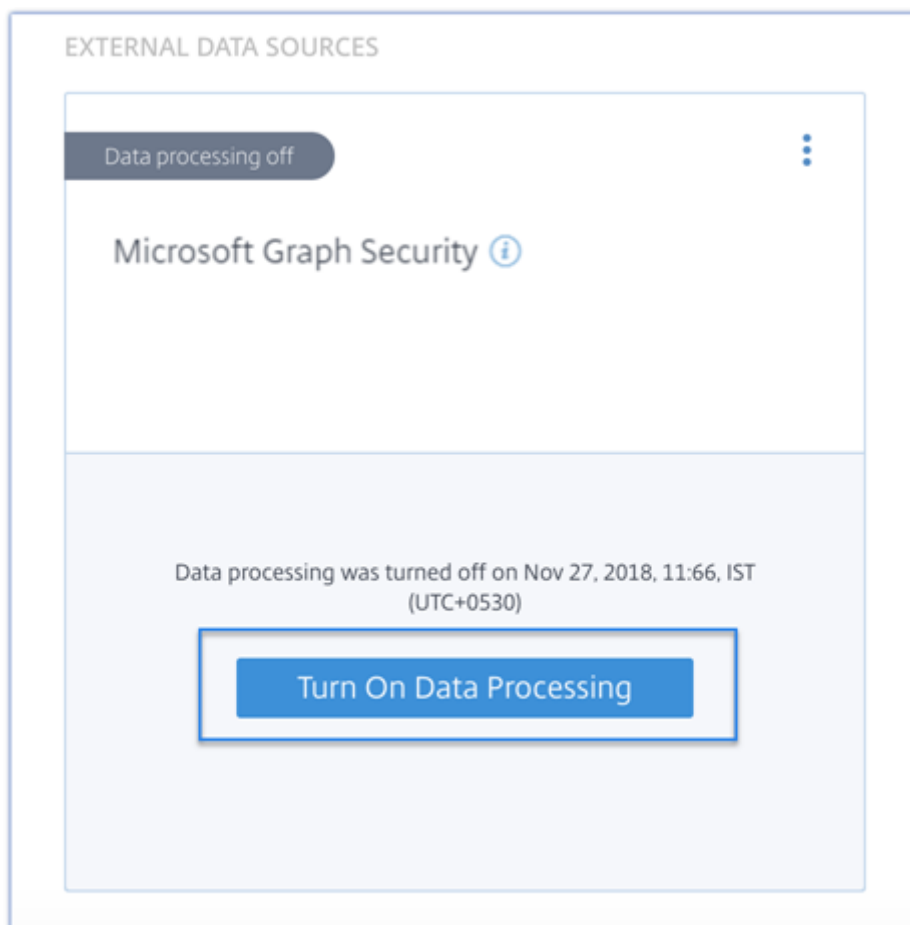 EXTERNAL DATA SOURCES
Data processing off
Microsoft Graph Security i
Data processing was turned off on Nov 27, 2018, 11:66, IST
(UTC+0530)
Turn On Data Processing